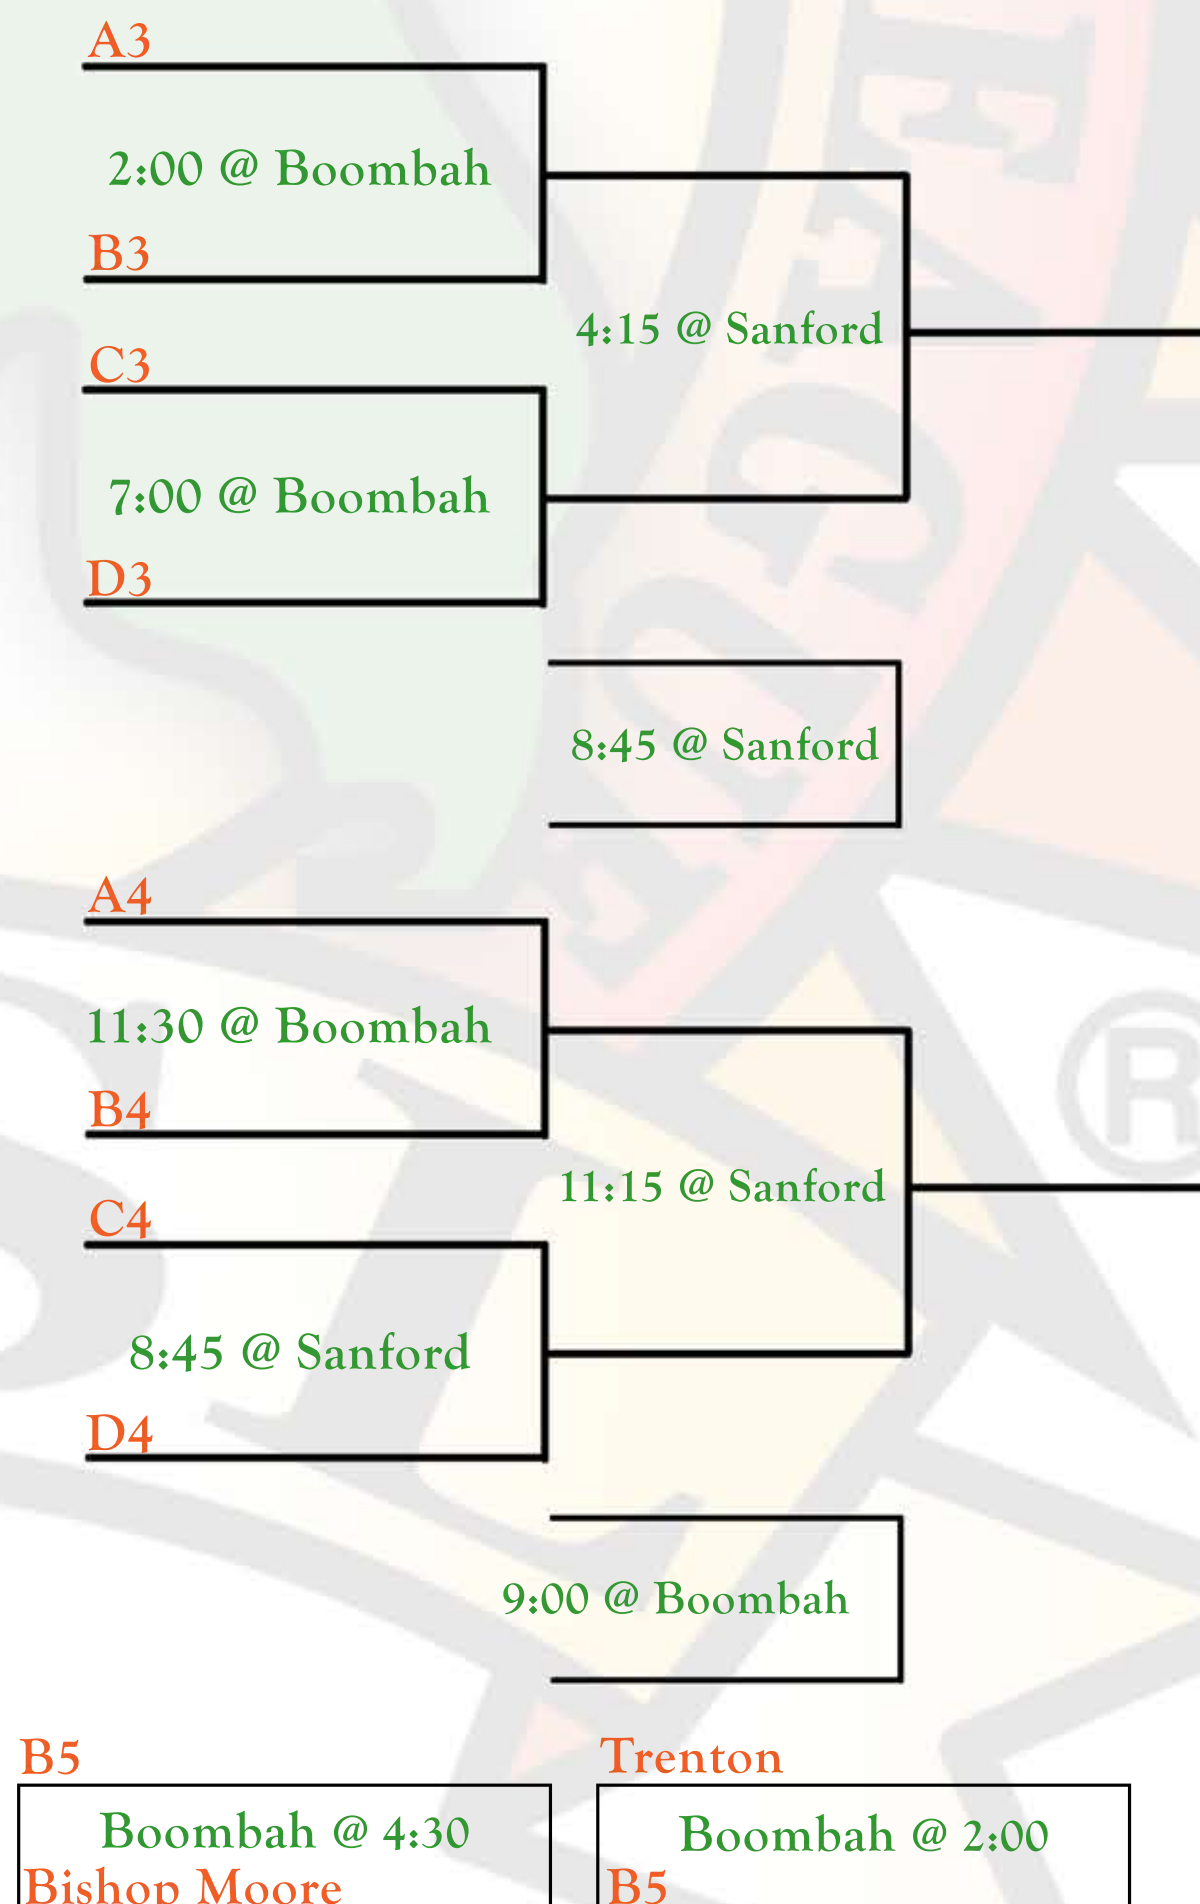 A3
2:00 @ Boombah
B3
4:15 @ Sanford
C3
7:00 @ Boombah
D3
8:45 @ Sanford
A4
11:30 @ Boombah
B4
11:15 @ Sanford
C4
8:45 @ Sanford
D4
9:00 @ Boombah
®
B5
Trenton
Boombah @ 4:30
Boombah @ 2:00
Bishop Moore
B5